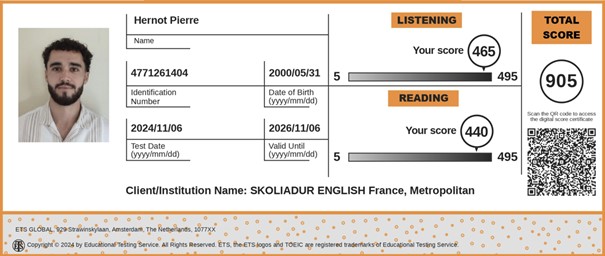 Hernot Pierre
Name
4771261404
Identification
Number
2000/05/31
Date of Birth
(yyyy/mm/dd)
2024/11/06
Test Date
(yyyy/mm/dd)
2026/11/06
Valid Until
(yyyy/mm/dd)
LISTENING
Your score 465
5 495
READING
Your score 440
5 495
TOTAL
SCORE
905
Scan the QR code to access
the digital score certificate
Client/Institution Name: SKOLIADUR ENGLISH France, Metropolitan
ETS GLOBAL, 929 Strawinskylaan, Amsterdam, The Netherlands, 1077XX
Copyright © 2024 by Educational Testing Service. All Rights Reserved. ETS, the ETS logos and TOEIC are registered trademarks of Educational Testing Service.